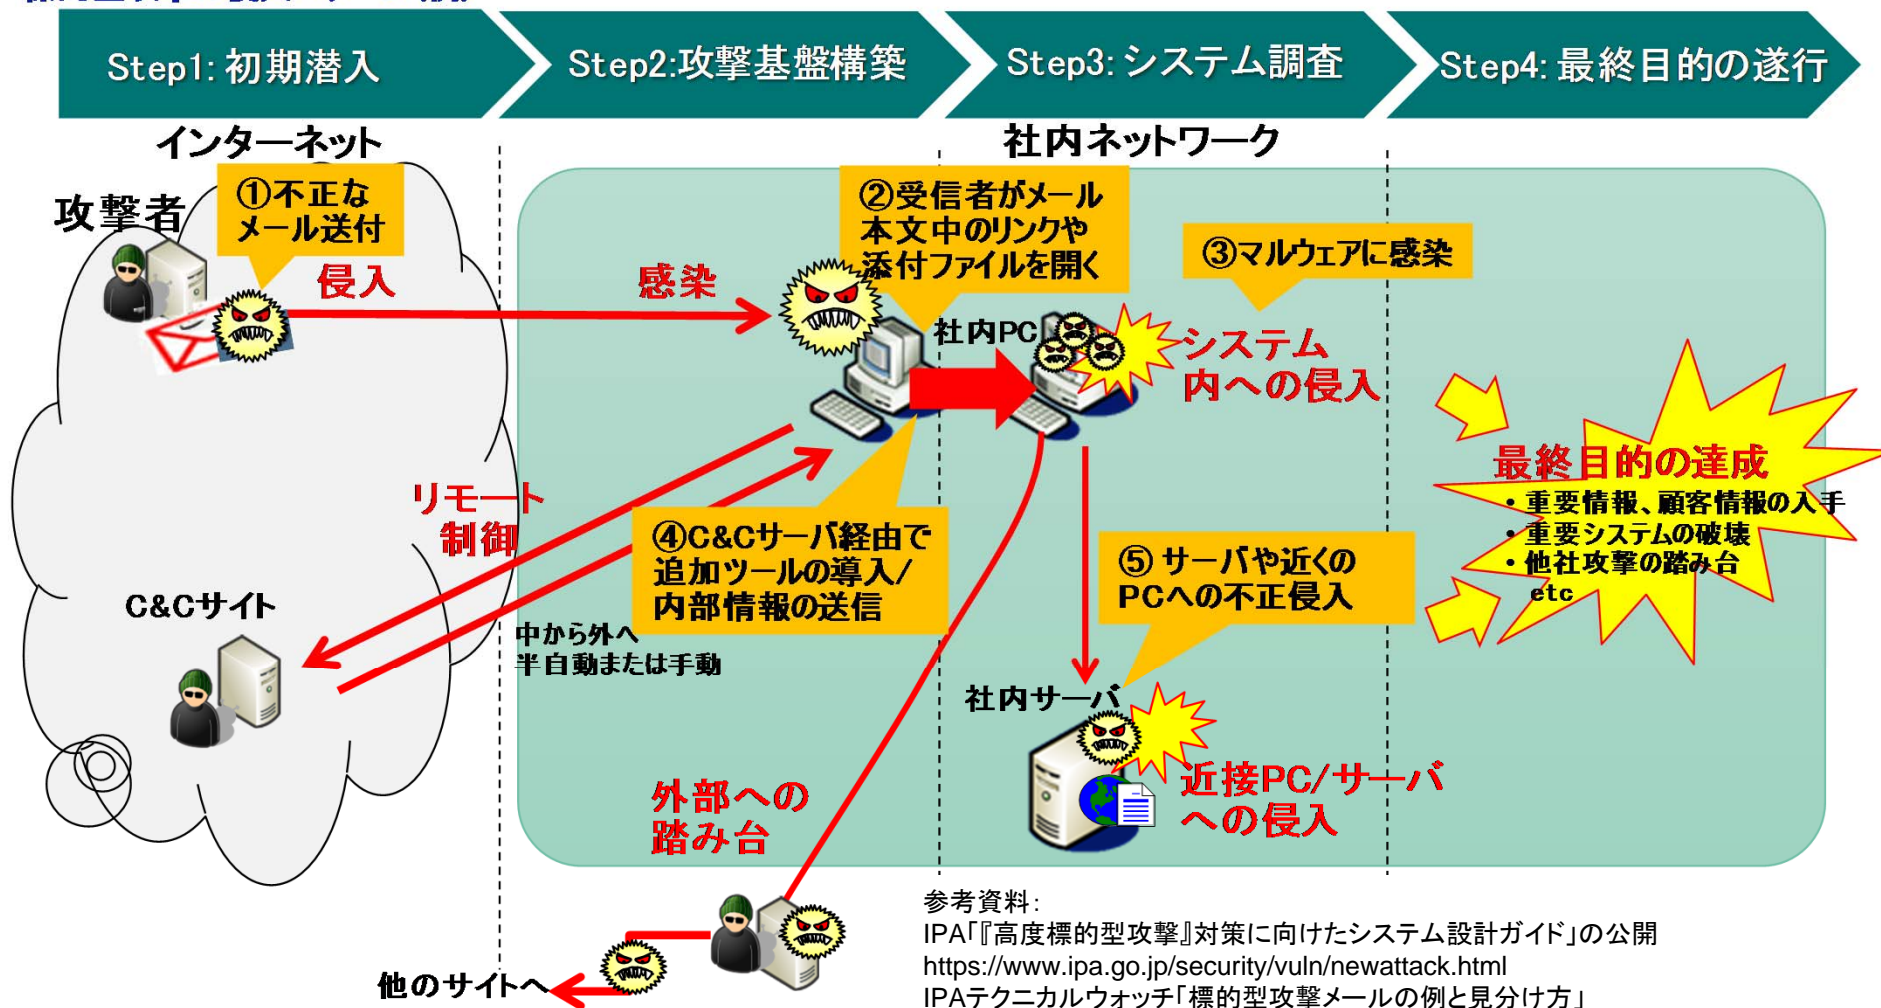 Step1: 初期潜入
Step2:攻撃基盤構築
Step3: システム調査
Step4: 最終目的の遂行
インターネット
社内ネットワーク
攻撃者
①不正な
メール送付
侵入
感染
②受信者がメール
本文中のリンクや
添付ファイルを開く
③マルウェアに感染
社内PC
システム
内への侵入
リモート
制御
④C&Cサーバ経由で
追加ツールの導入/
内部情報の送信
⑤ サーバや近くの
PCへの不正侵入
最終目的の達成
・重要情報、顧客情報の入手
・重要システムの破壊
・他社攻撃の踏み台
etc
C&Cサイト
中から外へ
半自動または手動
社内サーバ
近接PC/サーバ
への侵入
外部への
踏み台
他のサイトへ
参考資料:
IPA「『高度標的型攻撃』対策に向けたシステム設計ガイド」の公開
https://www.ipa.go.jp/security/vuln/newattack.html
IPAテクニカルウォッチ「標的型攻撃メールの例と見分け方」